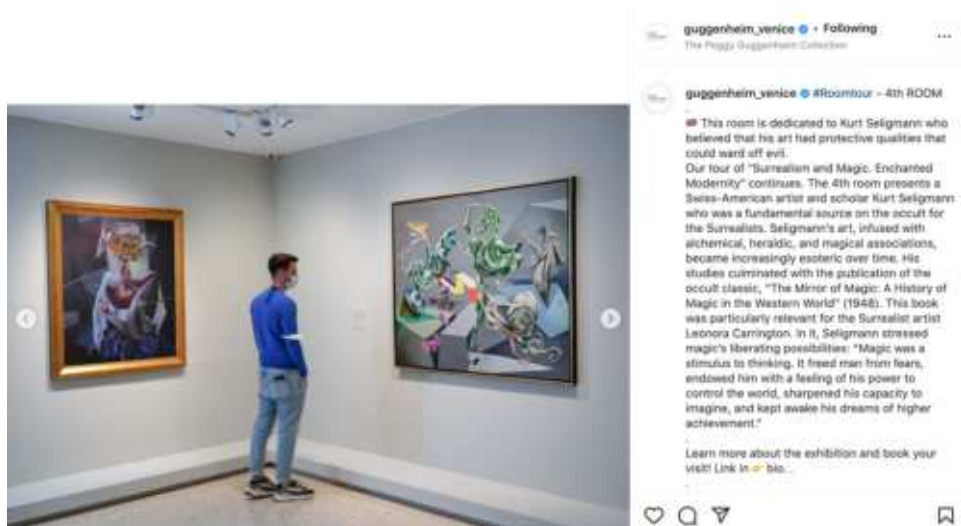 guggenheim_venice • Following
The Peggy Guggenheim Collection
guggenheim_venice #Roomtour – 4th ROOM
.
🇬🇧 This room is dedicated to Kurt Seligmann who
believed that his art had protective qualities that
could ward off evil.
Our tour of "Surrealism and Magic. Enchanted
Modernity" continues. The 4th room presents a
Swiss-American artist and scholar Kurt Seligmann
who was a fundamental source on the occult for
the Surrealists. Seligmann's art, infused with
alchemical, heraldic, and magical associations,
became increasingly esoteric over time. His
studies culminated with the publication of the
occult classic, "The Mirror of Magic: A History of
Magic in the Western World" (1948). This book
was particularly relevant for the Surrealist artist
Leonora Carrington. In it, Seligmann stressed
magic's liberating possibilities: "Magic was a
stimulus to thinking. It freed man from fears,
endowed him with a feeling of his power to
control the world, sharpened his capacity to
imagine, and kept awake his dreams of higher
achievement."
.
Learn more about the exhibition and book your
visit! Link in 👉 bio.
.